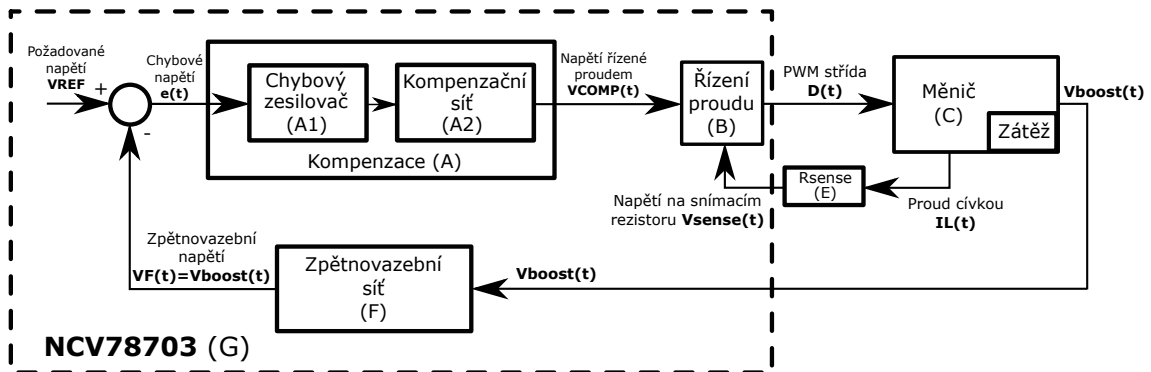 Požadované
napětí
VREF
+
-
Chybové
napětí
e(t)
Chybový
zesilovač
(A1)
Kompenzační
síť
(A2)
Kompenzace (A)
Napětí řízené
proudem
VCOMP(t)
Řízení
proudu
(B)
PWM střída
D(t)
Měnič
(C)
Zátěž
Vboost(t)
Rsense
(E)
Napětí na snímacím
rezistoru Vsense(t)
Proud cívkou
IL(t)
Zpětnovazební
napětí
VF(t)=Vboost(t)
Zpětnovazební
síť
(F)
Vboost(t)
NCV78703 (G)